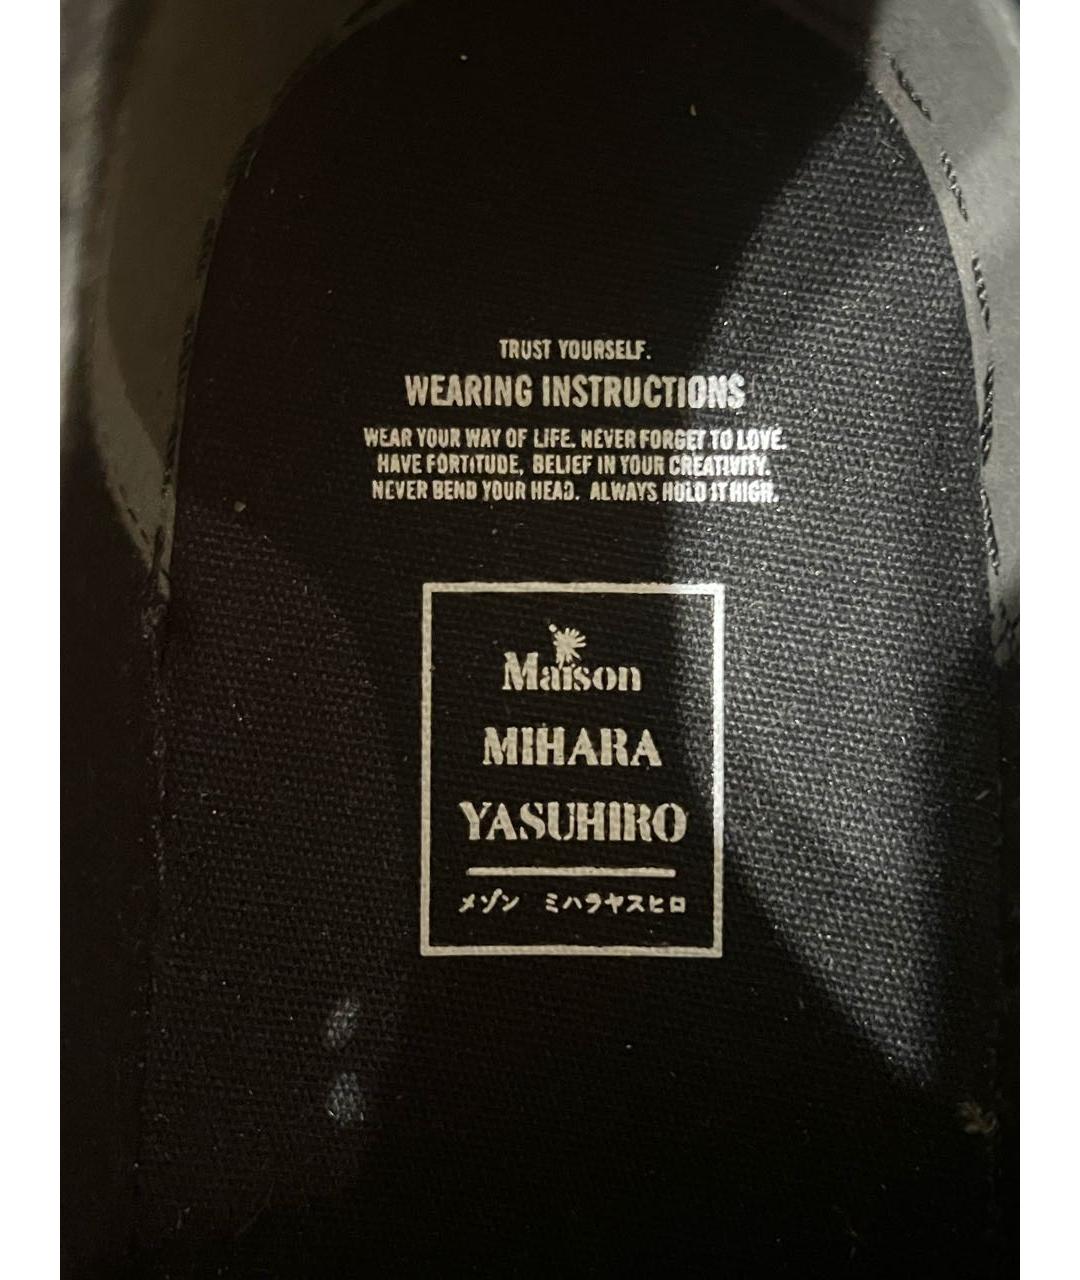 TRUST YOURSELF.
WEARING INSTRUCTIONS
WEAR YOUR WAY OF LIFE. NEVER FORGET TO LOVE.
HAVE FORTITUDE, BELIEF IN YOUR CREATIVITY.
NEVER BEND YOUR HEAD. ALWAYS HOLD IT HIGH.
Maison
MIHARA
YASUHIRO
メゾン ミハラヤスヒロ